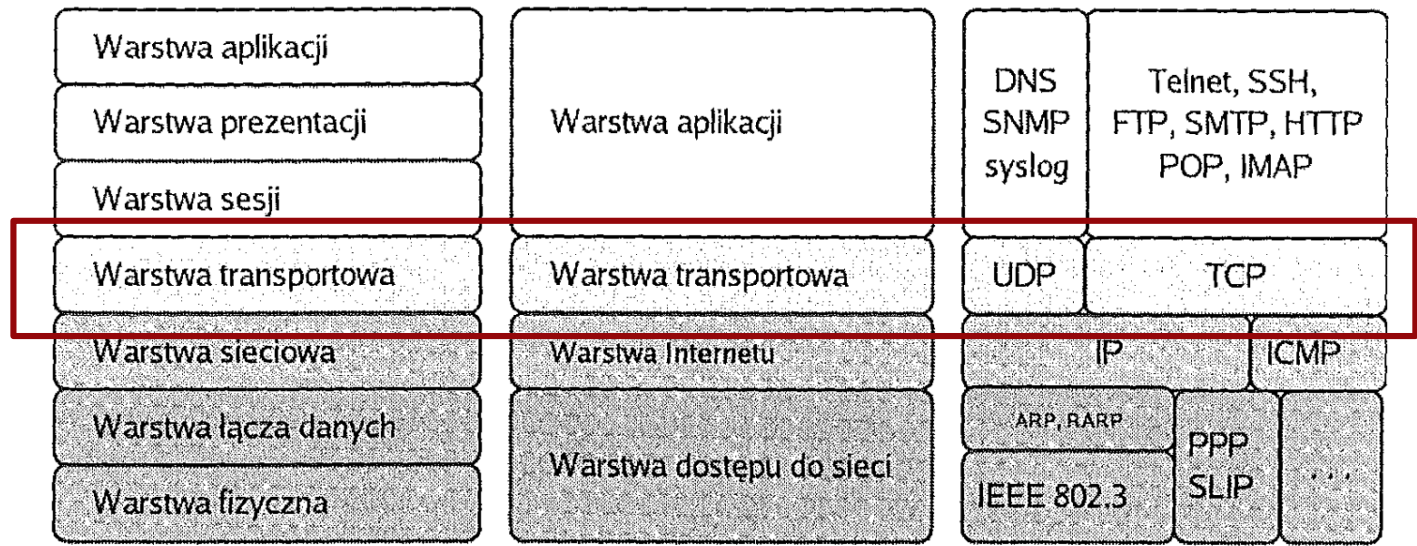 Warstwa aplikacji
Warstwa prezentacji
Warstwa sesji
Warstwa transportowa
Warstwa sieciowa
Warstwa łącza danych
Warstwa fizyczna
Warstwa aplikacji
Warstwa transportowa
Warstwa Internetu
Warstwa dostępu do sieci
DNS
SNMP
syslog
Telnet, SSH,
FTP, SMTP, HTTP
POP, IMAP
UDP
TCP
IP
ICMP
ARP, RARP
IEEE 802.3
PPP
SLIP
...